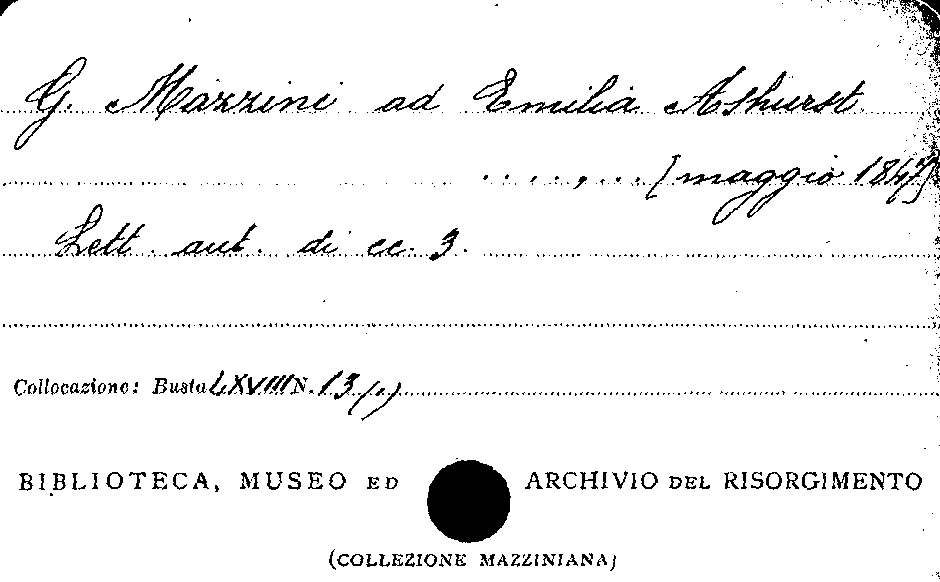 G. Mazzini ad Emilia Ashurst
....,... [maggio 1847]
Lett. aut. di cc. 3.
Collocazione: Busta LXVIII N. 13 (1)
BIBLIOTECA, MUSEO ED ARCHIVIO DEL RISORGIMENTO
(COLLEZIONE MAZZINIANA)